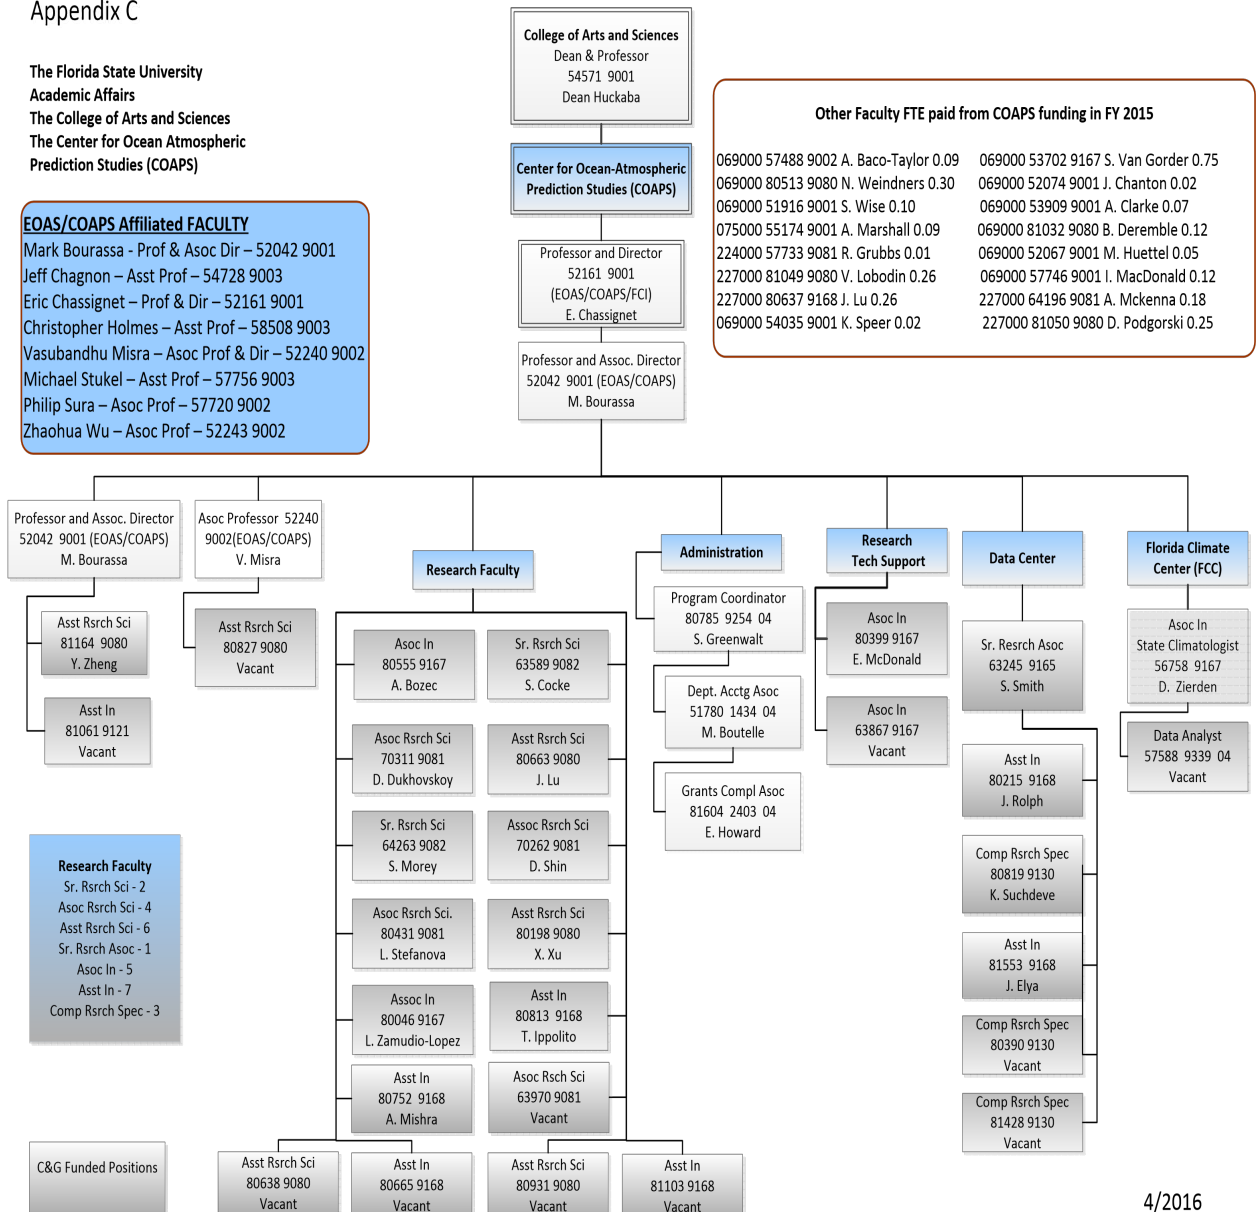 Appendix C
The Florida State University
Academic Affairs
The College of Arts and Sciences
The Center for Ocean Atmospheric
Prediction Studies (COAPS)
College of Arts and Sciences
Dean & Professor
54571 9001
Dean Huckaba
Center for Ocean-Atmospheric
Prediction Studies (COAPS)
Professor and Director
52161 9001
(EOAS/COAPS/FCI)
E. Chassignet
Professor and Assoc. Director
52042 9001 (EOAS/COAPS)
M. Bourassa
Other Faculty FTE paid from COAPS funding in FY 2015
069000 57488 9002 A. Baco-Taylor 0.09 069000 53702 9167 S. Van Gorder 0.75
069000 80513 9080 N. Weindners 0.30 069000 52074 9001 J. Chanton 0.02
069000 51916 9001 S. Wise 0.10 069000 53909 9001 A. Clarke 0.07
075000 55174 9001 A. Marshall 0.09 069000 81032 9080 B. Deremble 0.12
224000 57733 9081 R. Grubbs 0.01 069000 52067 9001 M. Huettel 0.05
227000 81049 9080 V. Lobodin 0.26 069000 57746 9001 I. MacDonald 0.12
227000 80637 9168 J. Lu 0.26 227000 64196 9081 A. Mckenna 0.18
069000 54035 9001 K. Speer 0.02 227000 81050 9080 D. Podgorski 0.25
EOAS/COAPS Affiliated FACULTY
Mark Bourassa - Prof & Asoc Dir – 52042 9001
Jeff Chagnon – Asst Prof – 54728 9003
Eric Chassignet – Prof & Dir – 52161 9001
Christopher Holmes – Asst Prof – 58508 9003
Vasubandhu Misra – Asoc Prof & Dir – 52240 9002
Michael Stukel – Asst Prof – 57756 9003
Philip Sura – Asoc Prof – 57720 9002
Zhaohua Wu – Asoc Prof – 52243 9002
Professor and Assoc. Director
52042 9001 (EOAS/COAPS)
M. Bourassa
Asst Rsrch Sci
81164 9080
Y. Zheng
Asst In
81061 9121
Vacant
Asoc Professor 52240
9002(EOAS/COAPS)
V. Misra
Asst Rsrch Sci
80827 9080
Vacant
Research Faculty
Asoc In
80555 9167
A. Bozec
Sr. Rsrch Sci
63589 9082
S. Cocke
Asoc Rsrch Sci
70311 9081
D. Dukhovskoy
Asst Rsrch Sci
80663 9080
J. Lu
Sr. Rsrch Sci
64263 9082
S. Morey
Assoc Rsrch Sci
70262 9081
D. Shin
Asoc Rsrch Sci.
80431 9081
L. Stefanova
Asst Rsrch Sci
80198 9080
X. Xu
Assoc In
80046 9167
L. Zamudio-Lopez
Asst In
80813 9168
T. Ippolito
Asst In
80752 9168
A. Mishra
Asoc Rsch Sci
63970 9081
Vacant
Asst Rsrch Sci
80638 9080
Vacant
Asst In
80665 9168
Vacant
Asst Rsrch Sci
80931 9080
Vacant
Asst In
81103 9168
Vacant
Administration
Program Coordinator
80785 9254 04
S. Greenwalt
Dept. Acctg Asoc
51780 1434 04
M. Boutelle
Grants Compl Asoc
81604 2403 04
E. Howard
Research
Tech Support
Asoc In
80399 9167
E. McDonald
Asoc In
63867 9167
Vacant
Data Center
Sr. Resrch Asoc
63245 9165
S. Smith
Asst In
80215 9168
J. Rolph
Comp Rsrch Spec
80819 9130
K. Suchdeve
Asst In
81553 9168
J. Elya
Comp Rsrch Spec
80390 9130
Vacant
Comp Rsrch Spec
81428 9130
Vacant
Florida Climate
Center (FCC)
Asoc In
State Climatologist
56758 9167
D. Zierden
Data Analyst
57588 9339 04
Vacant
Research Faculty
Sr. Rsrch Sci - 2
Asoc Rsrch Sci - 4
Asst Rsrch Sci - 6
Sr. Rsrch Asoc - 1
Asoc In - 5
Asst In - 7
Comp Rsrch Spec - 3
C&G Funded Positions
4/2016